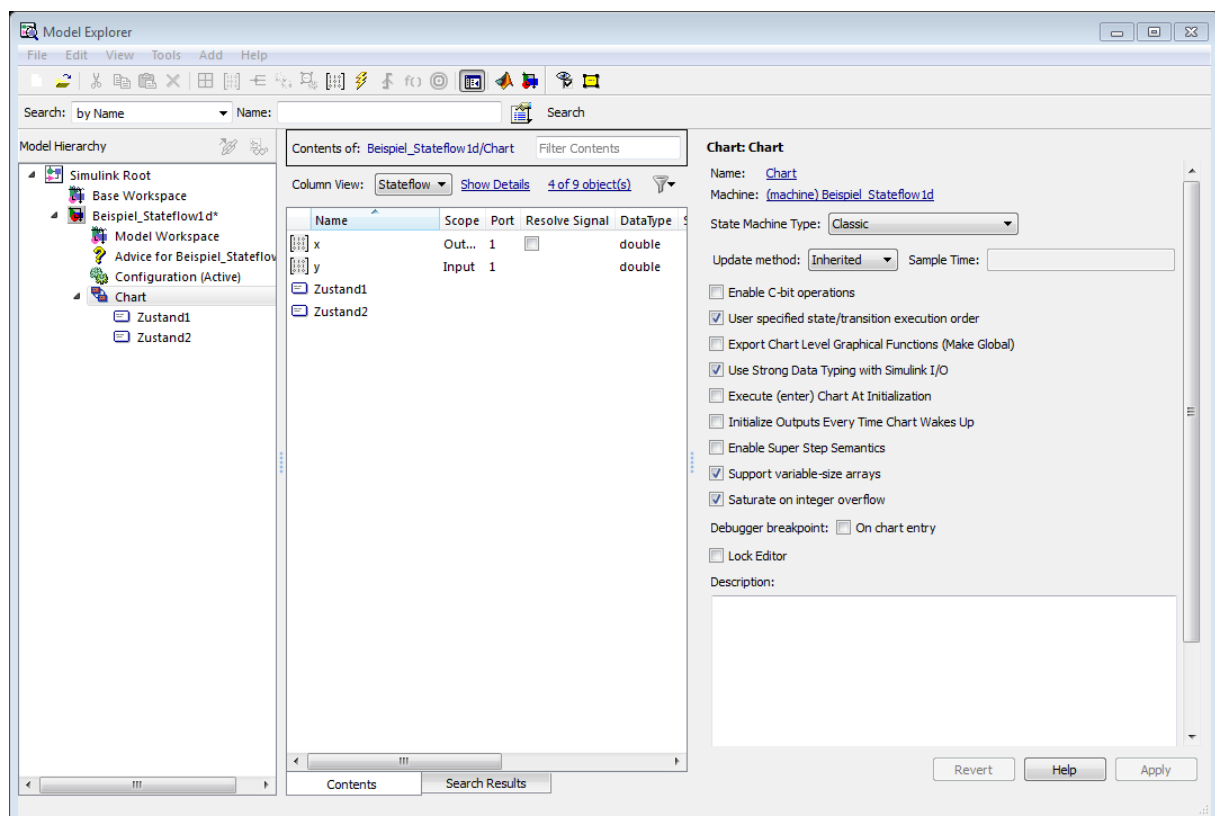 Model Explorer
File Edit View Tools Add Help
Search: by Name Name: Search
Model Hierarchy
Simulink Root
Base Workspace
Beispiel_Stateflow1d*
Model Workspace
Advice for Beispiel_Stateflow
Configuration (Active)
Chart
Zustand1
Zustand2
Contents of: Beispiel_Stateflow1d/Chart Filter Contents
Column View: Stateflow Show Details 4 of 9 object(s)
Name Scope Port Resolve Signal DataType S
x Out... 1 double
y Input 1 double
Zustand1
Zustand2
Contents Search Results
Chart: Chart
Name: Chart
Machine: (machine) Beispiel_Stateflow1d
State Machine Type: Classic
Update method: Inherited Sample Time:
Enable C-bit operations
User specified state/transition execution order
Export Chart Level Graphical Functions (Make Global)
Use Strong Data Typing with Simulink I/O
Execute (enter) Chart At Initialization
Initialize Outputs Every Time Chart Wakes Up
Enable Super Step Semantics
Support variable-size arrays
Saturate on integer overflow
Debugger breakpoint: On chart entry
Lock Editor
Description:
Revert Help Apply